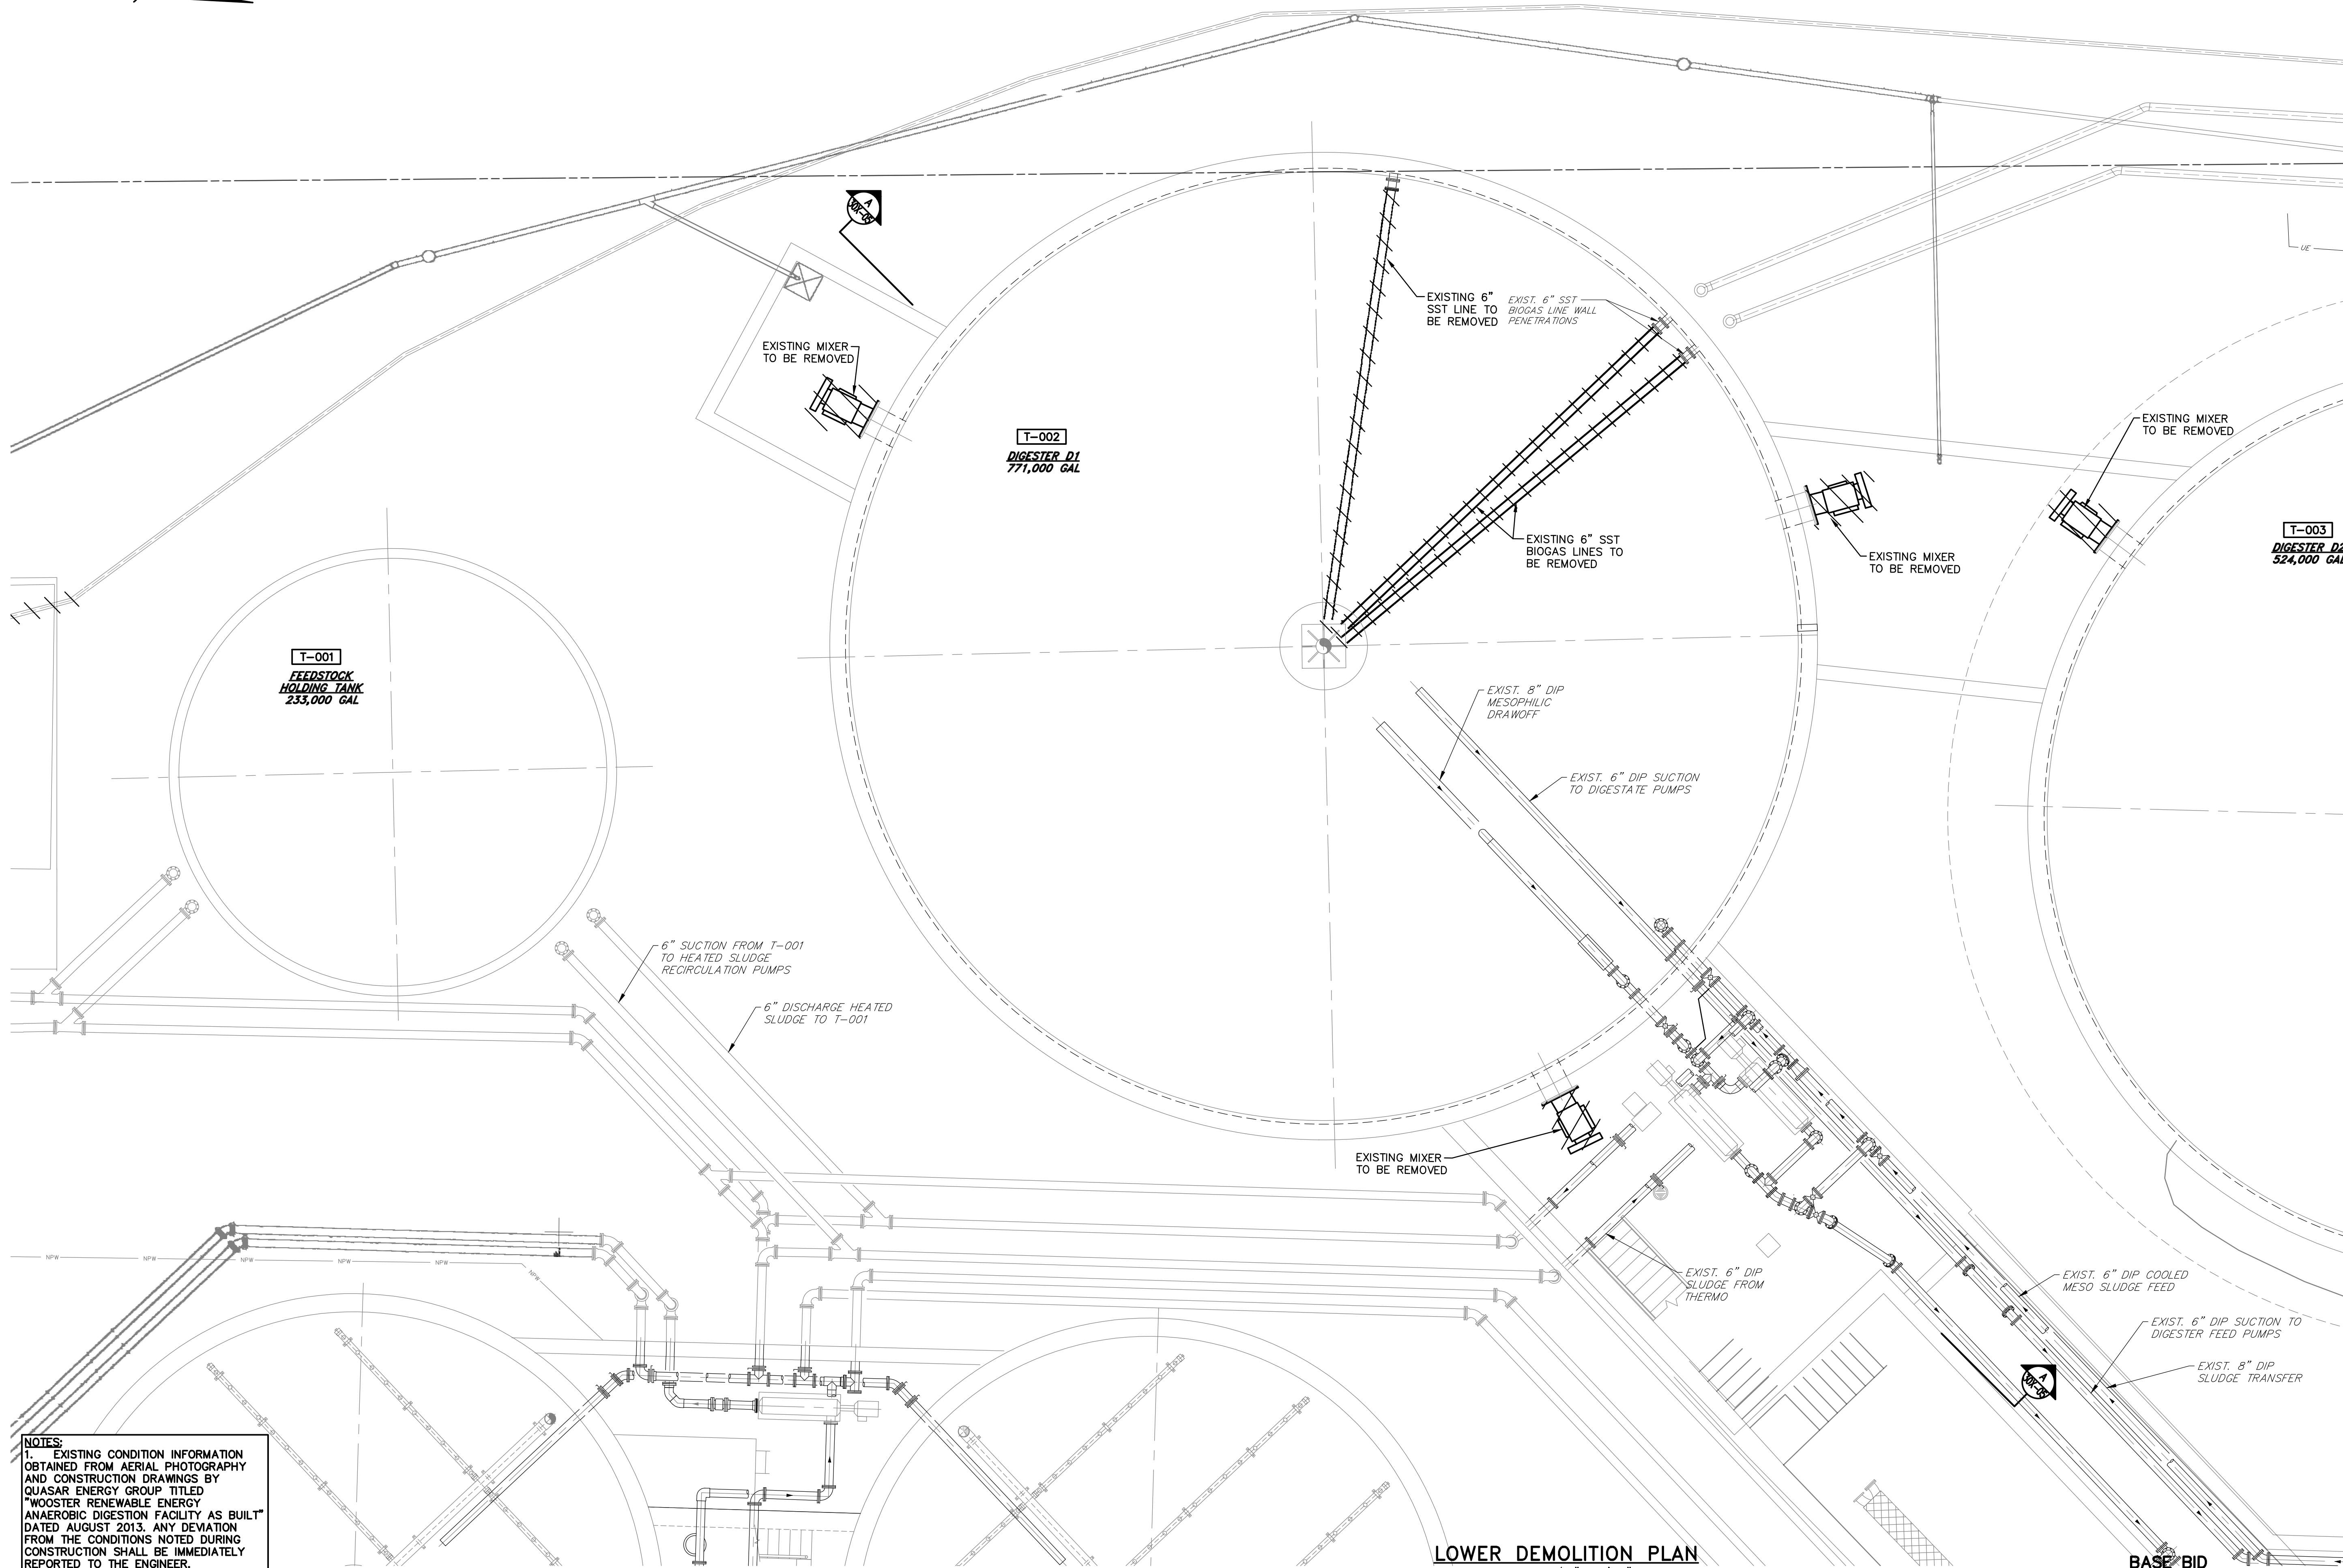 A
EXISTING MIXER
TO BE REMOVED
T-002
DIGESTER D1
771,000 GAL
EXISTING 6"
SST LINE TO
BE REMOVED
EXIST. 6" SST
BIOGAS LINE WALL
PENETRATIONS
EXISTING 6" SST
BIOGAS LINES TO
BE REMOVED
UE
EXISTING MIXER
TO BE REMOVED
EXISTING MIXER
TO BE REMOVED
T-003
DIGESTER D2
524,000 GAL
T-001
FEEDSTOCK
HOLDING TANK
233,000 GAL
EXIST. 8" DIP
MESOPHILIC
DRAWOFF
EXIST. 6" DIP SUCTION
TO DIGESTATE PUMPS
6" SUCTION FROM T-001
TO HEATED SLUDGE
RECIRCULATION PUMPS
6" DISCHARGE HEATED
SLUDGE TO T-001
EXISTING MIXER
TO BE REMOVED
NPW
NPW
NPW
NPW
NPW
NPW
EXIST. 6" DIP
SLUDGE FROM
THERMO
EXIST. 6" DIP COOLED
MESO SLUDGE FEED
EXIST. 6" DIP SUCTION TO
DIGESTER FEED PUMPS
EXIST. 8" DIP
SLUDGE TRANSFER
A
NOTES:
1. EXISTING CONDITION INFORMATION
OBTAINED FROM AERIAL PHOTOGRAPHY
AND CONSTRUCTION DRAWINGS BY
QUASAR ENERGY GROUP TITLED
"WOOSTER RENEWABLE ENERGY
ANAEROBIC DIGESTION FACILITY AS BUILT"
DATED AUGUST 2013. ANY DEVIATION
FROM THE CONDITIONS NOTED DURING
CONSTRUCTION SHALL BE IMMEDIATELY
REPORTED TO THE ENGINEER.
LOWER DEMOLITION PLAN
BASE BID